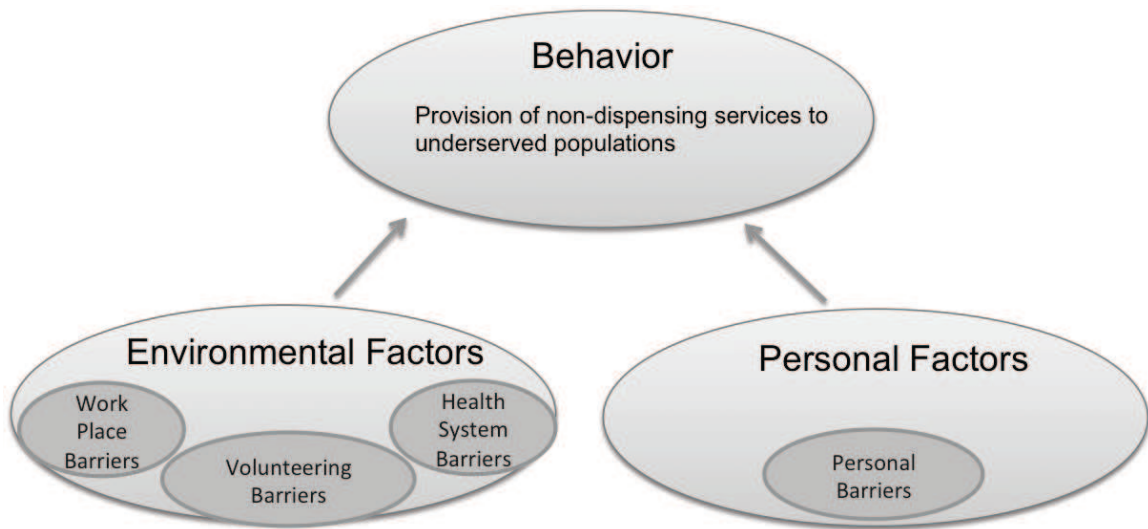 Behavior
Provision of non-dispensing services to
underserved populations
Environmental Factors
Work
Place
Barriers
Volunteering
Barriers
Health
System
Barriers
Personal Factors
Personal
Barriers